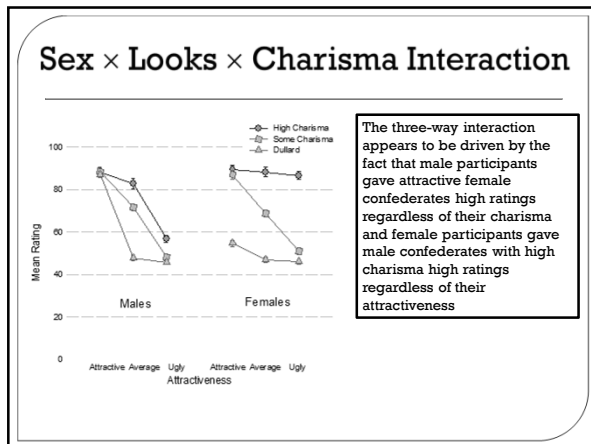 Sex × Looks × Charisma Interaction
High Charisma
Some Charisma
Dullard
100
80
60
40
20
0
Mean Rating
Males
Females
Attractive Average Ugly
Attractive Average Ugly
Attractiveness
The three-way interaction
appears to be driven by the
fact that male participants
gave attractive female
confederates high ratings
regardless of their charisma
and female participants gave
male confederates with high
charisma high ratings
regardless of their
attractiveness